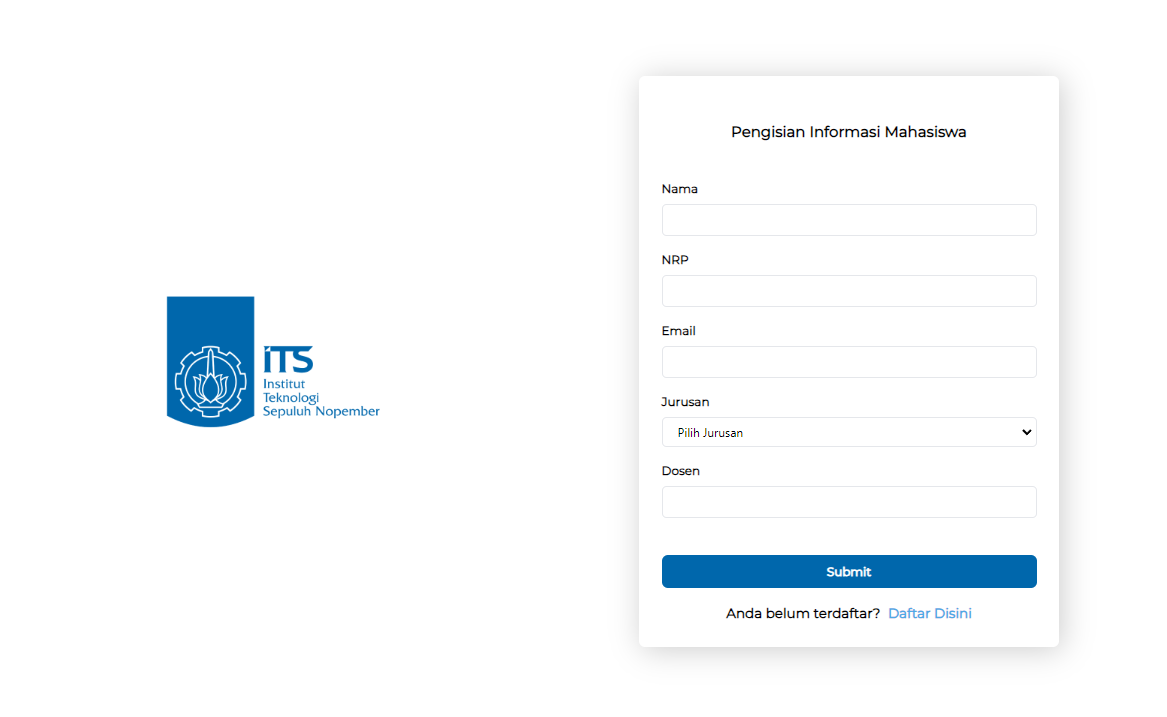 iTS
Institut
Teknologi
Sepuluh Nopember
Pengisian Informasi Mahasiswa
Nama
NRP
Email
Jurusan
Pilih Jurusan
Dosen
Submit
Anda belum terdaftar? Daftar Disini